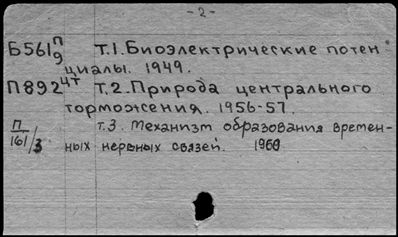 -2-
Б561 П/9 т.1. Биоэлектрические потен
циалы. 1949.
П892 чт т.2. Природа центрального
торможения. 1956-57.
П 161/3 т.3. Механизм образования времен-
ных нервных связей. 1960